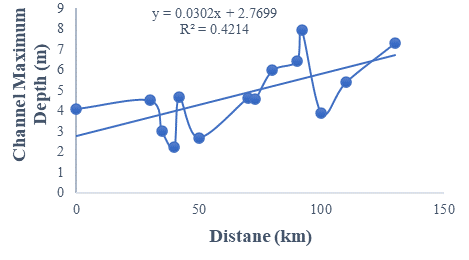 y = 0.0302x + 2.7699
R² = 0.4214
Channel Maximum
Depth (m)
9
8
7
6
5
4
3
2
1
0
0 50 100 150
Distane (km)